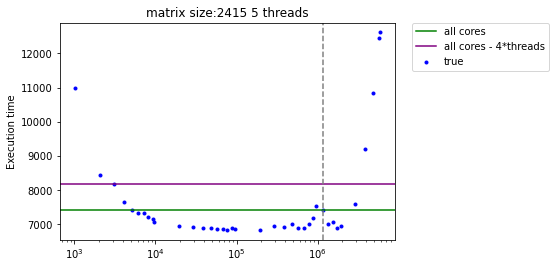 matrix size:2415 5 threads
all cores
all cores - 4*threads
true
Execution time
12000
11000
10000
9000
8000
7000
10³
10⁴
10⁵
10⁶